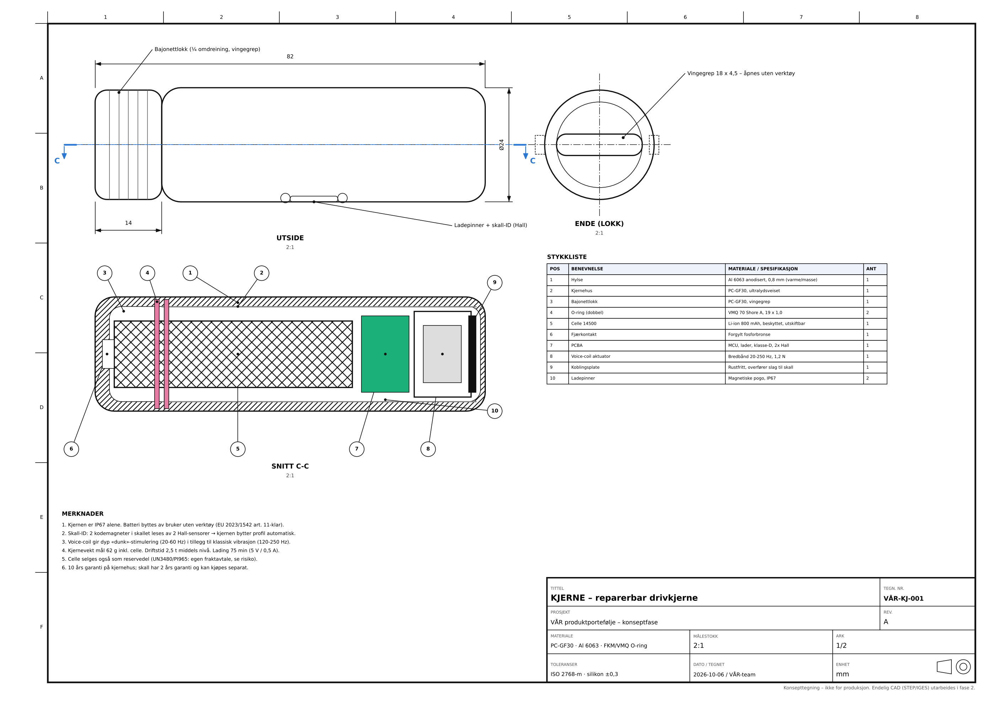 1 2 3 4 5 6 7 8
A
B
C
D
E
F
Bajonettlokk (¼ omdreining, vingegrep)
82
Vingegrep 18 x 4,5 – åpnes uten verktøy
Ø24
C
C
14
Ladepinner + skall-ID (Hall)
UTSIDE
2:1
ENDE (LOKK)
2:1
3
4
1
2
9
10
6
5
7
8
SNITT C-C
2:1
STYKKLISTE
POS BENEVNELSE MATERIALE / SPESIFIKASJON ANT
1 Hylse Al 6063 anodisert, 0,8 mm (varme/masse) 1
2 Kjernehus PC-GF30, ultralydsveiset 1
3 Bajonettlokk PC-GF30, vingegrep 1
4 O-ring (dobbel) VMQ 70 Shore A, 19 x 1,0 2
5 Celle 14500 Li-ion 800 mAh, beskyttet, utskiftbar 1
6 Fjærkontakt Forgylt fosforbronse 1
7 PCBA MCU, lader, klasse-D, 2x Hall 1
8 Voice-coil aktuator Bredbånd 20-250 Hz, 1,2 N 1
9 Koblingsplate Rustfritt, overfører slag til skall 1
10 Ladepinner Magnetiske pogo, IP67 2
MERKNADER
1. Kjernen er IP67 alene. Batteri byttes av bruker uten verktøy (EU 2023/1542 art. 11-klar).
2. Skall-ID: 2 kodemagneter i skallet leses av 2 Hall-sensorer → kjernen bytter profil automatisk.
3. Voice-coil gir dyp «dunk»-stimulering (20-60 Hz) i tillegg til klassisk vibrasjon (120-250 Hz).
4. Kjernevekt mål 62 g inkl. celle. Driftstid 2,5 t middels nivå. Lading 75 min (5 V / 0,5 A).
5. Celle selges også som reservedel (UN3480/PI965: egen fraktavtale, se risiko).
6. 10 års garanti på kjernehus; skall har 2 års garanti og kan kjøpes separat.
TITTEL
KJERNE – reparerbar drivkjerne
TEGN. NR.
VÅR-KJ-001
PROSJEKT
VÅR produktportefølje – konseptfase
REV.
A
MATERIALE
PC-GF30 · Al 6063 · FKM/VMQ O-ring
MÅLESTOKK
2:1
ARK
1/2
TOLERANSER
ISO 2768-m · silikon ±0,3
DATO / TEGNET
2026-10-06 / VÅR-team
ENHET
mm
Konsepttegning – ikke for produksjon. Endelig CAD (STEP/IGES) utarbeides i fase 2.